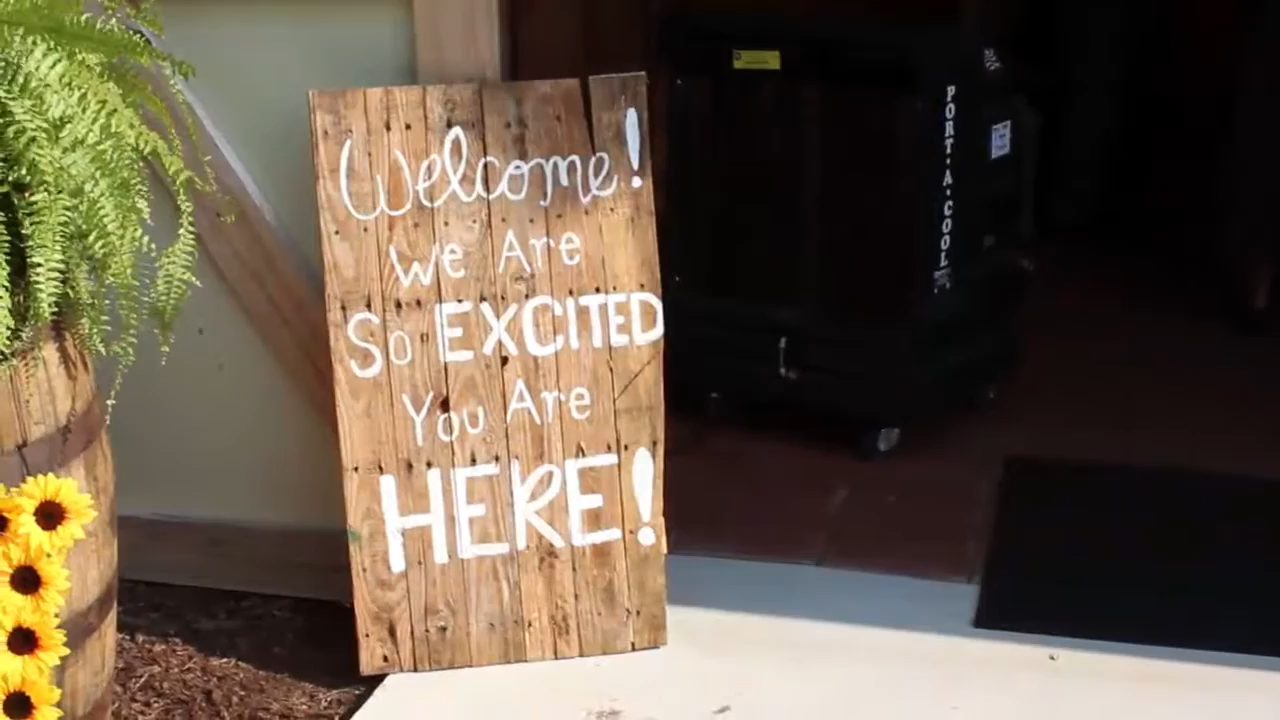 Welcome!
We Are
So EXCITED
You Are
HERE!
PORT·A·COOL